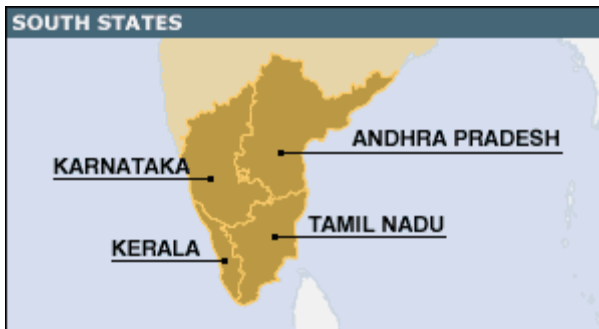 SOUTH STATES
ANDHRA PRADESH
KARNATAKA
TAMIL NADU
KERALA